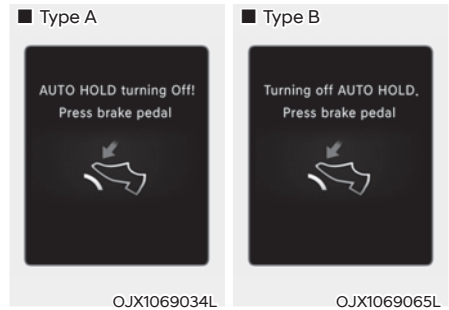 ■ Type A
AUTO HOLD turning Off!
Press brake pedal
OJX1069034L
■ Type B
Turning off AUTO HOLD.
Press brake pedal
OJX1069065L